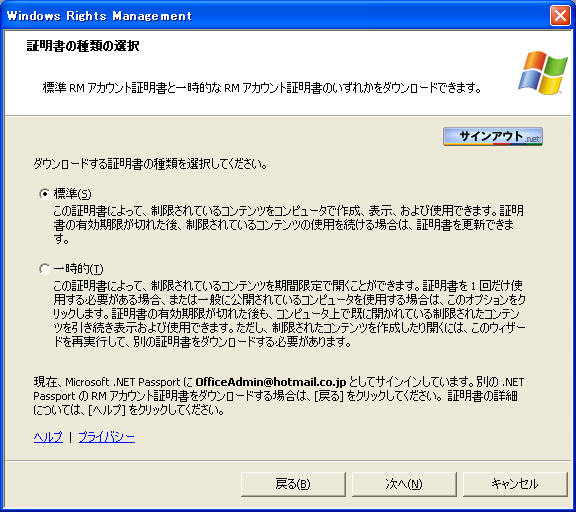 Windows Rights Management
証明書の種類の選択
標準 RM アカウント証明書と一時的な RM アカウント証明書のいずれかをダウンロードできます。
サインアウト.net
ダウンロードする証明書の種類を選択してください。
標準(S)
この証明書によって、制限されているコンテンツをコンピュータで作成、表示、および使用できます。証明
書の有効期限が切れた後、制限されているコンテンツの使用を続ける場合は、証明書を更新できま
す。
一時的(T)
この証明書によって、制限されているコンテンツを期間限定で開くことができます。証明書を 1 回だけ使
用する必要がある場合、または一般に公開されているコンピュータを使用する場合は、このオプションをク
リックします。証明書の有効期限が切れた後も、コンピュータ上で既に開かれている制限されたコンテン
ツを引き続き表示および使用できます。ただし、制限されたコンテンツを作成したり開くには、このウィザー
ドを再実行して、別の証明書をダウンロードする必要があります。
現在、Microsoft .NET Passport に OfficeAdmin@hotmail.co.jp としてサインインしています。別の .NET
Passport の RM アカウント証明書をダウンロードする場合は、[戻る] をクリックしてください。 証明書の詳細
については、[ヘルプ] をクリックしてください。
ヘルプ | プライバシー
戻る(B) 次へ(N) キャンセル